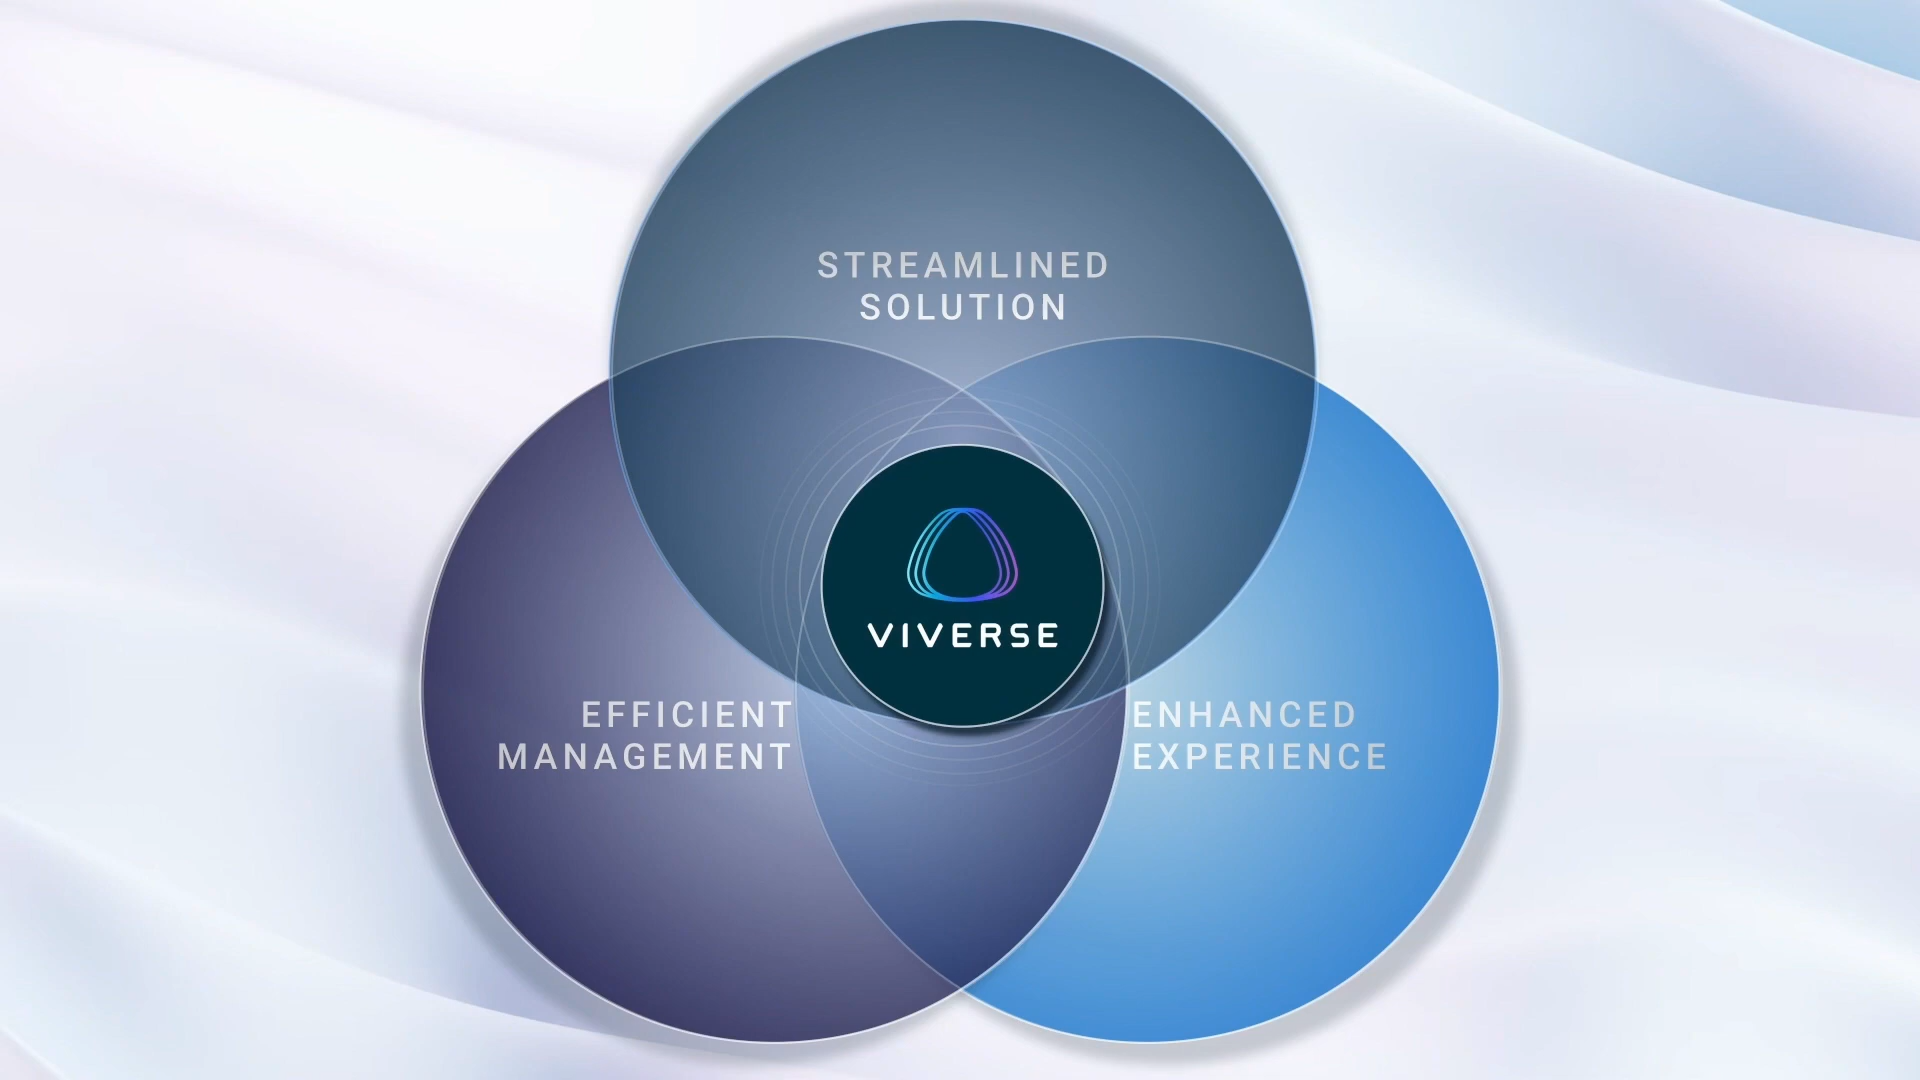 STREAMLINED
SOLUTION
VIVERSE
EFFICIENT
MANAGEMENT
ENHANCED
EXPERIENCE